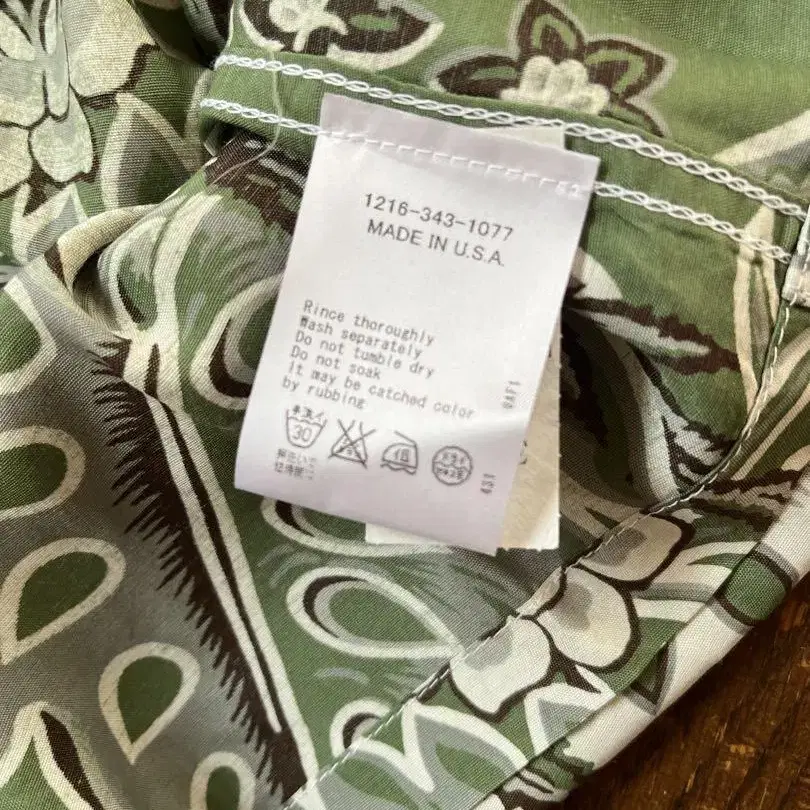 1216-343-1077
MADE IN U.S.A.
Rince thoroughly
Wash separately
Do not tumble dry
Do not soak
It may be catched color
by rubbing
手洗イ
30
低